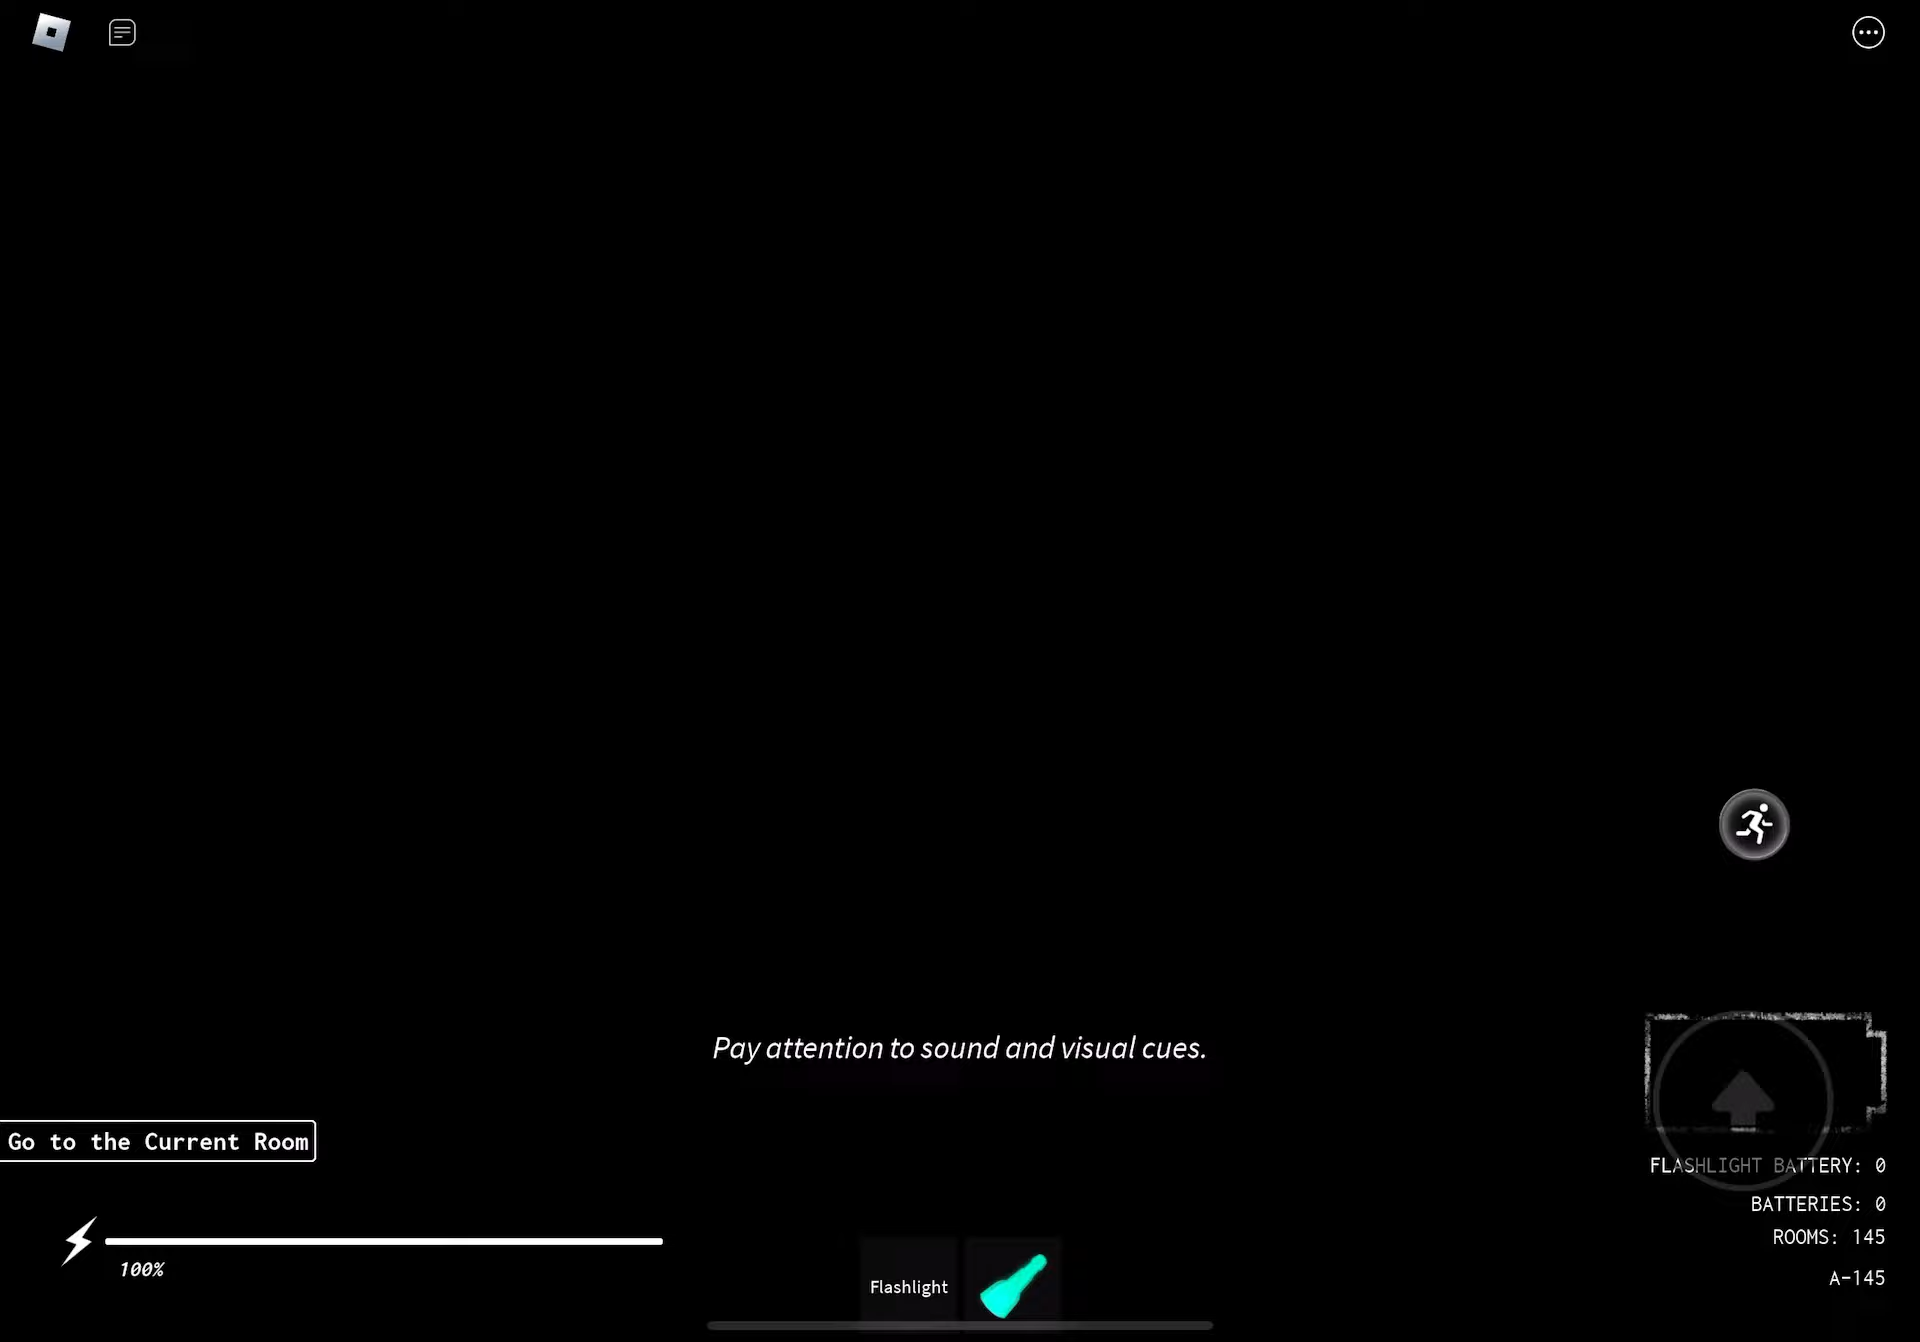 Pay attention to sound and visual cues.
Go to the Current Room
100%
Flashlight
FLASHLIGHT BATTERY: 0
BATTERIES: 0
ROOMS: 145
A-145